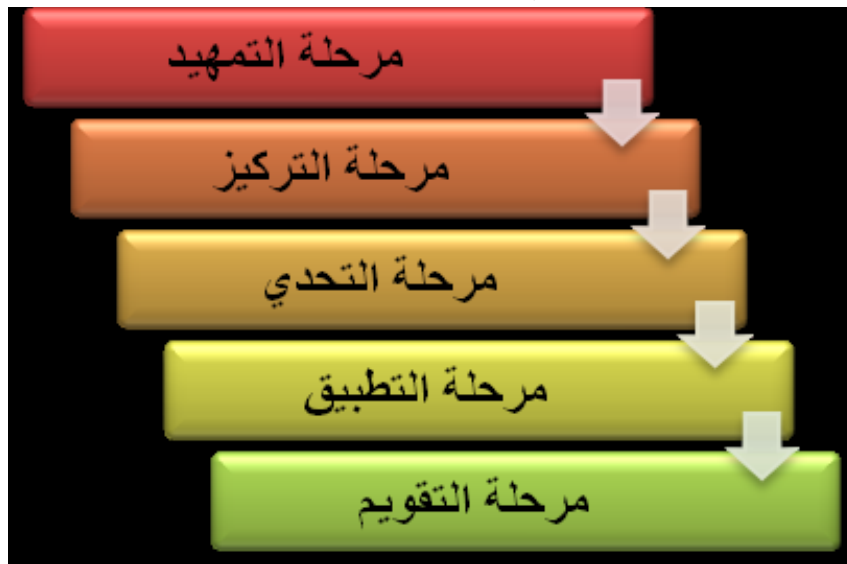 مرحلة التمهيد
مرحلة التركيز
مرحلة التحدي
مرحلة التطبيق
مرحلة التقويم